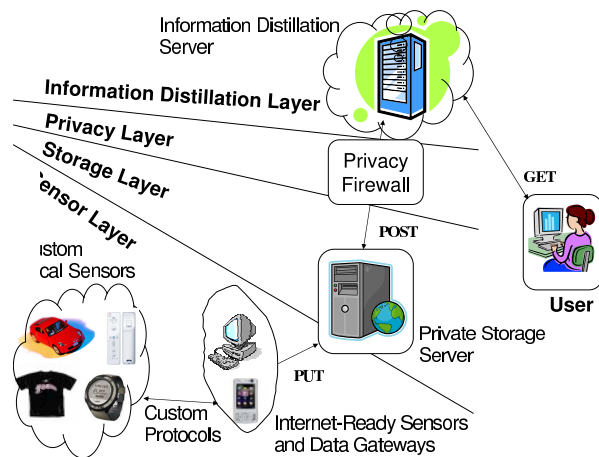 Information Distillation
Server
Information Distillation Layer
Privacy Layer
Storage Layer
ensor Layer
Privacy
Firewall
GET
POST
User
ustom
cal Sensors
Private Storage
Server
PUT
Custom
Protocols
Internet-Ready Sensors
and Data Gateways